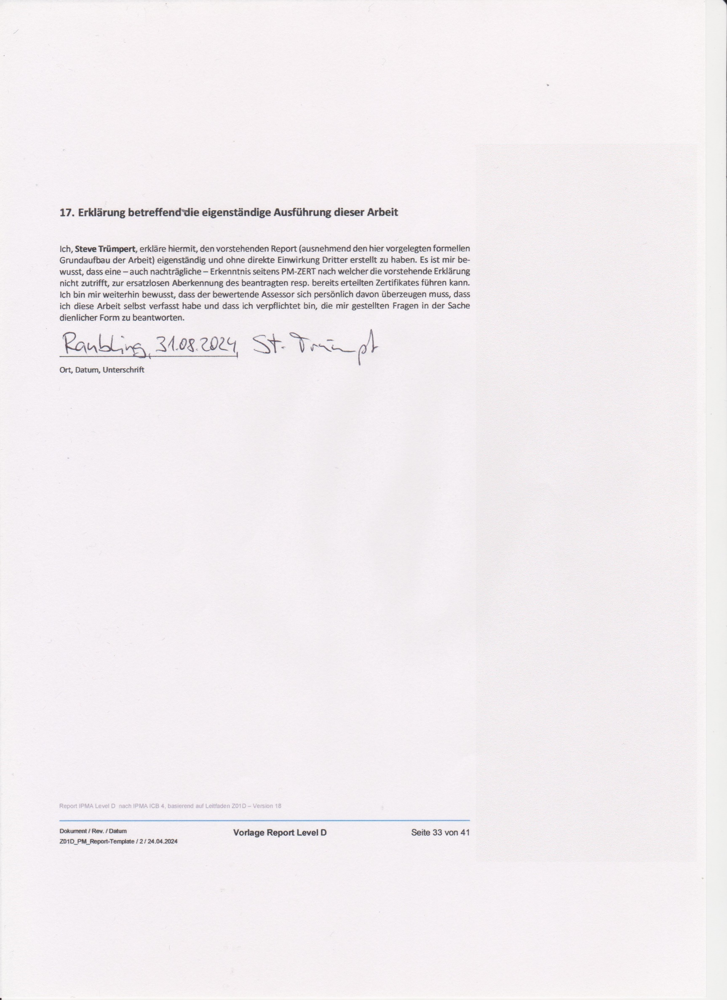 17. Erklärung betreffend die eigenständige Ausführung dieser Arbeit
Ich, Steve Trümpert, erkläre hiermit, den vorstehenden Report (ausnehmend den hier vorgelegten formellen
Grundaufbau der Arbeit) eigenständig und ohne direkte Einwirkung Dritter erstellt zu haben. Es ist mir be-
wusst, dass eine – auch nachträgliche – Erkenntnis seitens PM-ZERT nach welcher die vorstehende Erklärung
nicht zutrifft, zur ersatzlosen Aberkennung des beantragten resp. bereits erteilten Zertifikates führen kann.
Ich bin mir weiterhin bewusst, dass der bewertende Assessor sich persönlich davon überzeugen muss, dass
ich diese Arbeit selbst verfasst habe und dass ich verpflichtet bin, die mir gestellten Fragen in der Sache
dienlicher Form zu beantworten.
Raubling, 31.08.2024, St. Trümpt
Ort, Datum, Unterschrift
Report IPMA Level D nach IPMA ICB 4, basierend auf Leitfaden Z01D – Version 18
Dokument / Rev. / Datum
Z01D_PM_Report-Template / 2 / 24.04.2024
Vorlage Report Level D
Seite 33 von 41